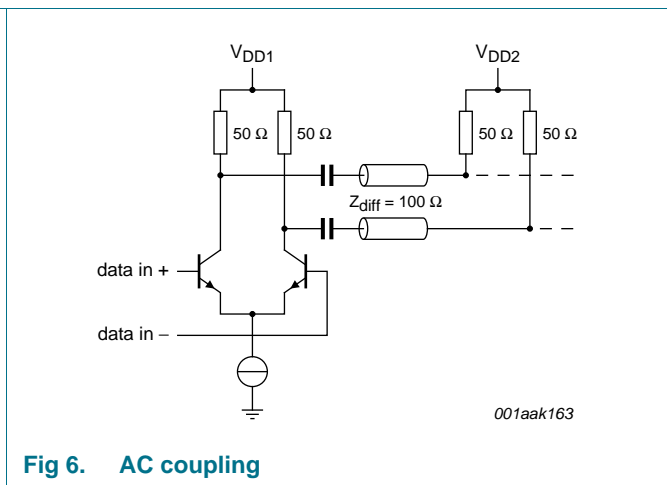 VDD1
VDD2
50 Ω
50 Ω
50 Ω
50 Ω
Zdiff = 100 Ω
data in +
data in −
001aak163
Fig 6. AC coupling